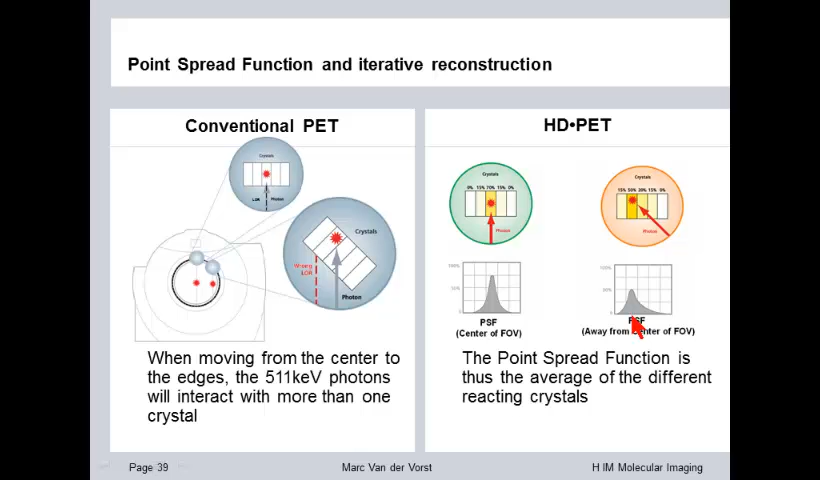 Point Spread Function and iterative reconstruction
Conventional PET
Crystals
LOR
Photon
Crystals
Wrong
LOR
Photon
When moving from the center to
the edges, the 511keV photons
will interact with more than one
crystal
HD•PET
Crystals
0% 15% 70% 15% 0%
Photon
Crystals
15% 50% 20% 15% 0%
Photon
100%
50%
PSF
(Center of FOV)
100%
50%
PSF
(Away from Center of FOV)
The Point Spread Function is
thus the average of the different
reacting crystals
Page 39
Marc Van der Vorst
H IM Molecular Imaging